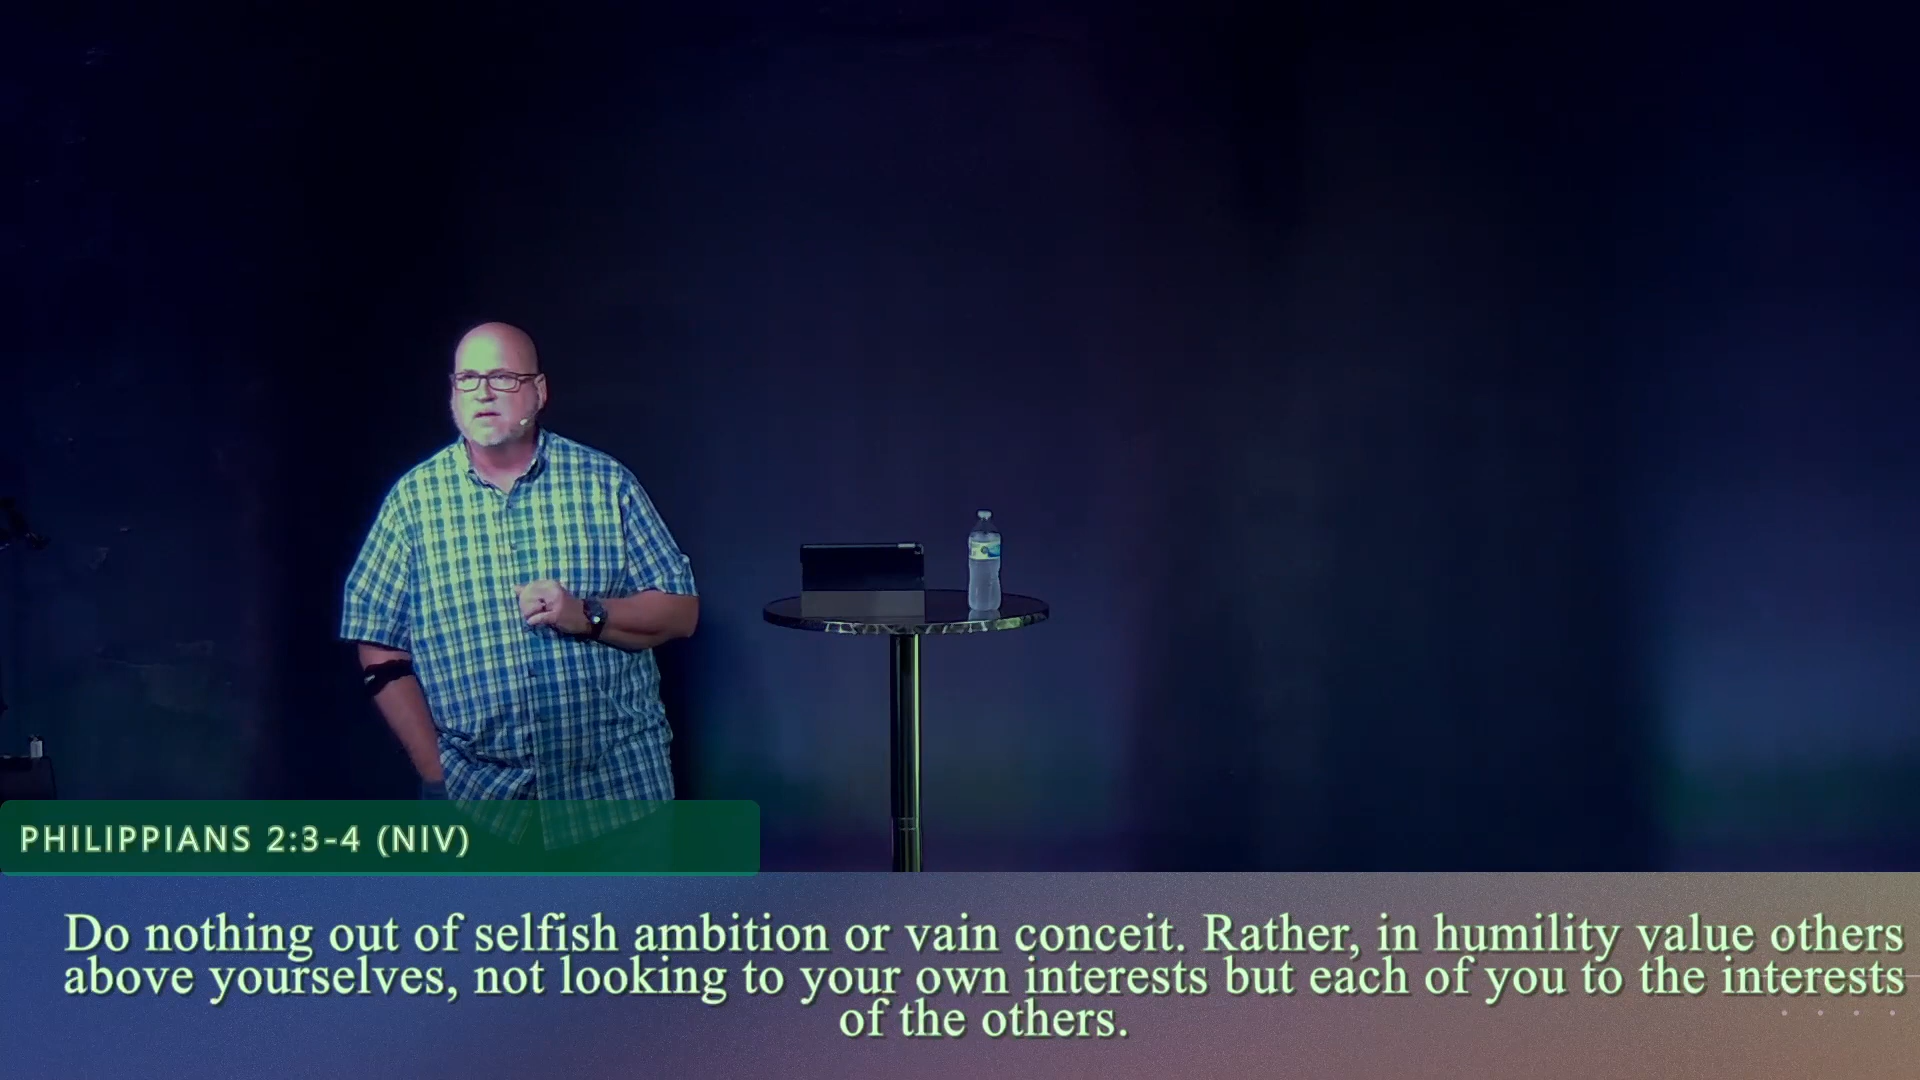 PHILIPPIANS 2:3-4 (NIV)
Do nothing out of selfish ambition or vain conceit. Rather, in humility value others
above yourselves, not looking to your own interests but each of you to the interests
of the others.